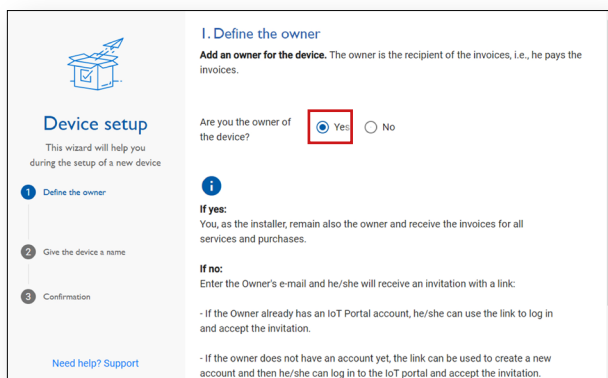 Device setup
This wizard will help you
during the setup of a new device
1 Define the owner
2 Give the device a name
3 Confirmation
Need help? Support
1. Define the owner
Add an owner for the device. The owner is the recipient of the invoices, i.e., he pays the
invoices.
Are you the owner of
the device?
Yes
No
i
If yes:
You, as the installer, remain also the owner and receive the invoices for all
services and purchases.
If no:
Enter the Owner's e-mail and he/she will receive an invitation with a link:
- If the Owner already has an IoT Portal account, he/she can use the link to log in
and accept the invitation.
- If the owner does not have an account yet, the link can be used to create a new
account and then he/she can log in to the IoT portal and accept the invitation.